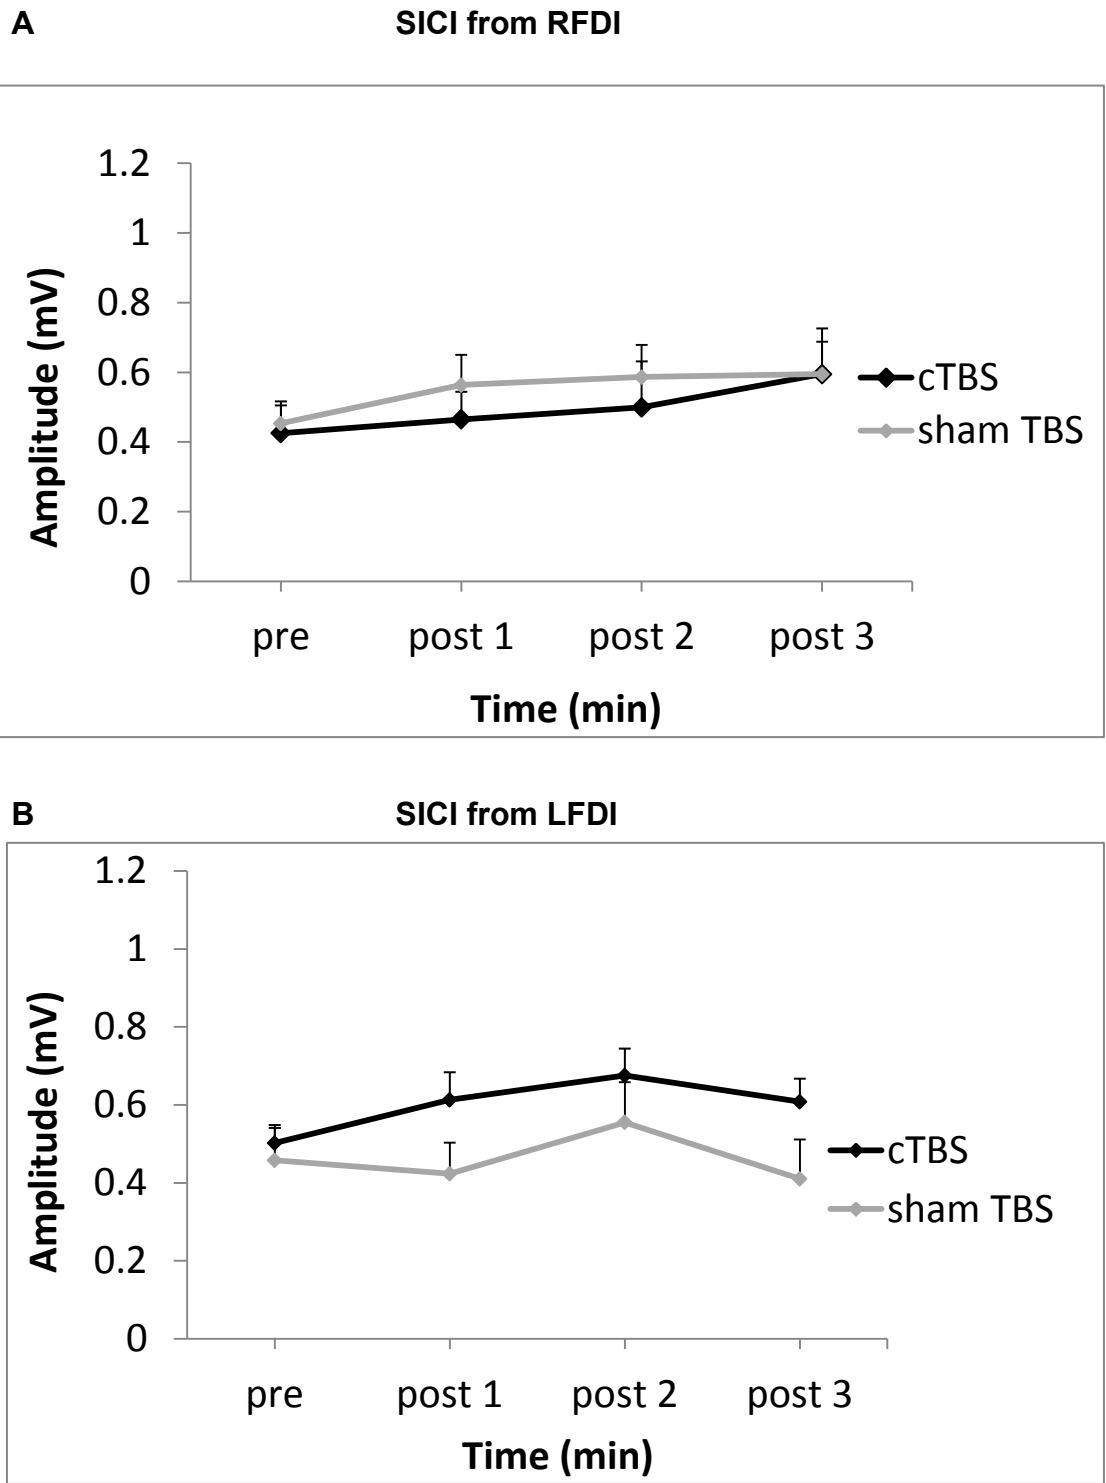 A
SICI from RFDI
1.2
1
0.8
0.6
0.4
0.2
0
Amplitude (mV)
cTBS
sham TBS
pre post 1 post 2 post 3
Time (min)
B
SICI from LFDI
1.2
1
0.8
0.6
0.4
0.2
0
Amplitude (mV)
cTBS
sham TBS
pre post 1 post 2 post 3
Time (min)